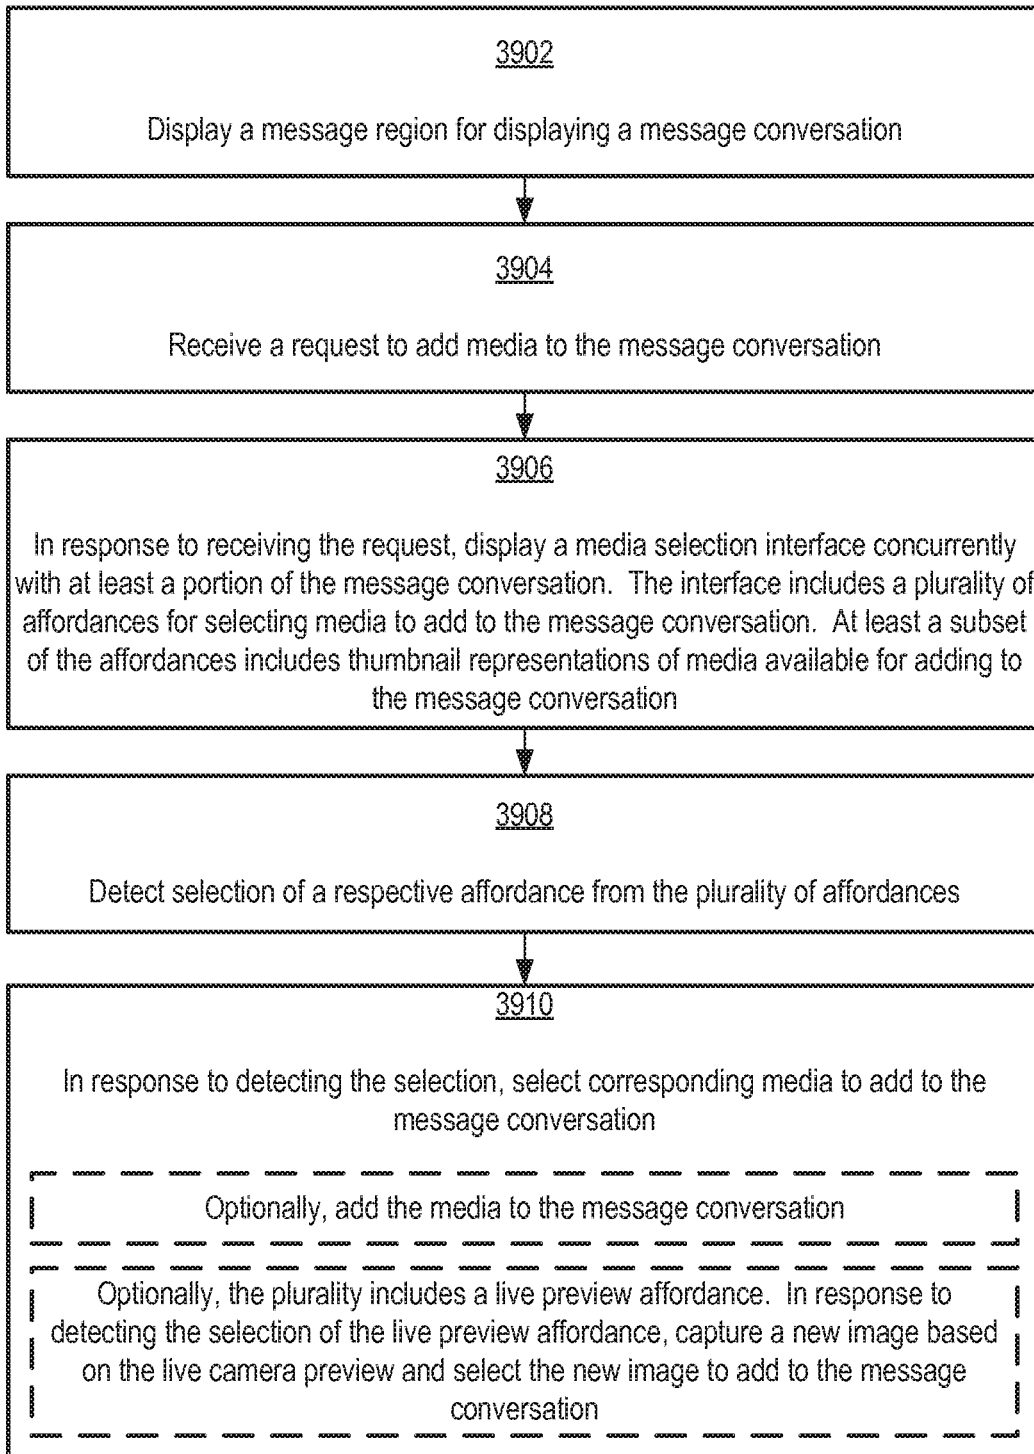 3902
Display a message region for displaying a message conversation
3904
Receive a request to add media to the message conversation
3906
In response to receiving the request, display a media selection interface concurrently
with at least a portion of the message conversation.  The interface includes a plurality of
affordances for selecting media to add to the message conversation.  At least a subset
of the affordances includes thumbnail representations of media available for adding to
the message conversation
3908
Detect selection of a respective affordance from the plurality of affordances
3910
In response to detecting the selection, select corresponding media to add to the
message conversation
Optionally, add the media to the message conversation
Optionally, the plurality includes a live preview affordance.  In response to
detecting the selection of the live preview affordance, capture a new image based
on the live camera preview and select the new image to add to the message
conversation